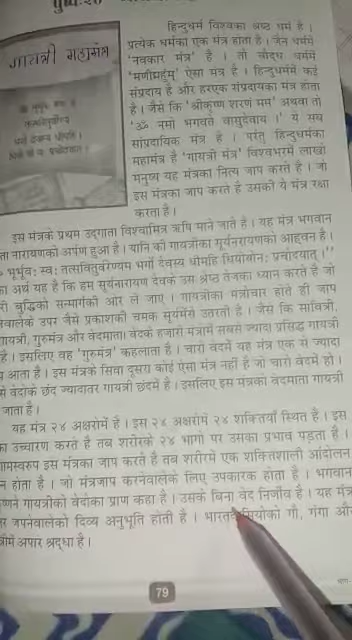 पुष्प:२०
हिन्दुधर्म विश्वका श्रेष्ठ धर्म है ।
प्रत्येक धर्मका एक मंत्र होता है । जैन धर्ममें
'नवकार मंत्र' है । तो बौद्ध धर्ममें
'मणीपद्मेहुम्' ऐसा मंत्र है । हिन्दुधर्ममें कई
संप्रदाय है और हरएक संप्रदायका मंत्र होता
है । जैसे कि 'श्रीकृष्ण शरणं मम' अथवा तो
'ॐ नमो भगवते वासुदेवाय ।' ये सब
सांप्रदायिक मंत्र है । परंतु हिन्दुधर्मका
महामंत्र है 'गायत्री मंत्र' विश्वभरमें लाखों
मनुष्य यह मंत्रका नित्य जाप करते है । जो
इस मंत्रका जाप करते है उसकी ये मंत्र रक्षा
करता है ।
गायत्री महामंत्र
इस मंत्रके प्रथम उद्गाता विश्वामित्र ऋषि माने जाते है । यह मंत्र भगवान
नारायणको अर्पण हुआ है । यानि की गायत्रीका सूर्यनारायणको आह्वन है ।
भूर्भुवः स्वः तत्सवितुर्वरेण्यम भर्गो देवस्य धीमहि धियोयोनः प्रचोदयात् ।"
अर्थ यह है कि हम सूर्यनारायण देवके उस श्रेष्ठ तेजका ध्यान करते है जो
बुद्धिको सन्मार्गकी ओर ले जाए । गायत्रीका मंत्रोचार होते ही जाप
उपर जैसे प्रकाशकी चमक सूर्यमेंसे उतरती है । जैसे कि सावित्री,
गायत्री, गुरुमंत्र और वेदमाता। वेदके हजारों मंत्रोमें सबसे ज्यादा प्रसिद्ध गायत्री
है । इसलिए वह 'गुरुमंत्र' कहलाता है । चारों वेदमें यह मंत्र एक से ज्यादा
आता है । इस मंत्रके सिवा दूसरा कोई ऐसा मंत्र नहीं है जो चारो वेदमें हो ।
वेदोके छंद ज्यादातर गायत्री छंदमें है । इसलिए इस मंत्रको वेदमाता गायत्री
जाता है ।
यह मंत्र २४ अक्षरोमें है । इस २४ अक्षरोमें २४ शक्तियाँ स्थित है । इस
उच्चारण करते है तब शरीरके २४ भागो पर उसका प्रभाव पड़ता है ।
इस मंत्रका जाप करते है तब शरीरमें एक शक्तिशाली आंदोलन
होता है । जो मंत्रजाप करनेवालेके लिए उपकारक होता है । भगवान
गायत्रीको वेदोका प्राण कहा है । उसके बिना वेद निर्जीव है । यह मंत्र
जपनेवालेको दिव्य अनुभूति होती है । गौ, गंगा और
अपार श्रद्धा है ।
79